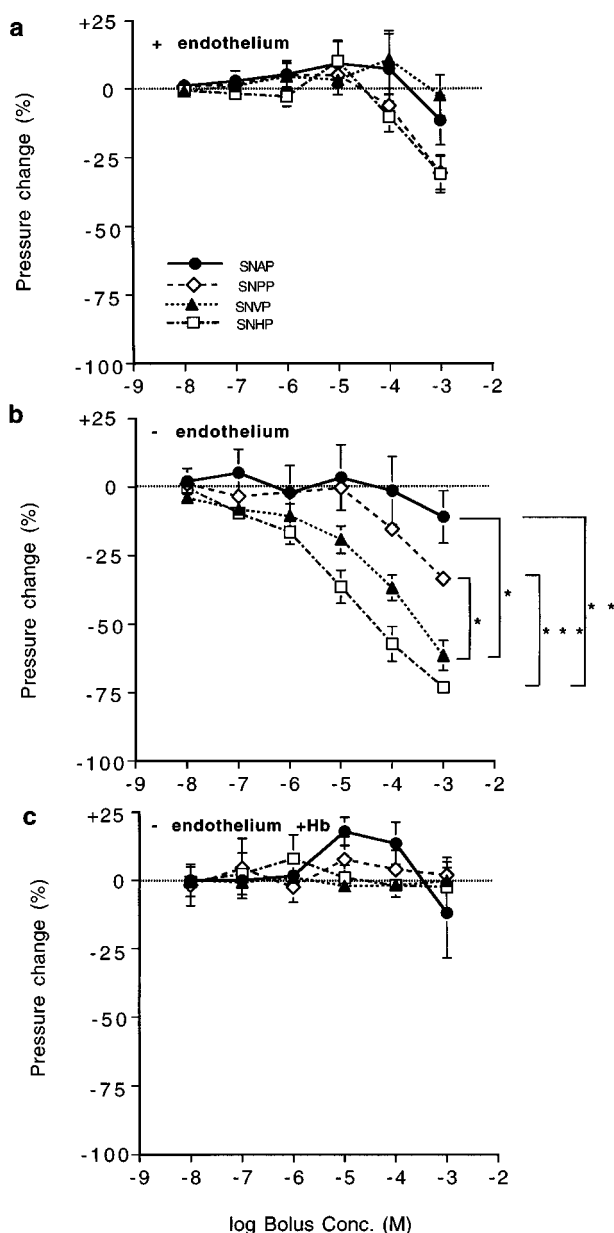 a
+ endothelium
+25
0
-25
-50
-75
-100
Pressure change (%)
SNAP
SNPP
SNVP
SNHP
-9 -8 -7 -6 -5 -4 -3 -2
b
- endothelium
+25
0
-25
-50
-75
-100
Pressure change (%)
*
*
* * *
* *
-9 -8 -7 -6 -5 -4 -3 -2
c
- endothelium +Hb
+25
0
-25
-50
-75
-100
Pressure change (%)
-9 -8 -7 -6 -5 -4 -3 -2
log Bolus Conc. (M)